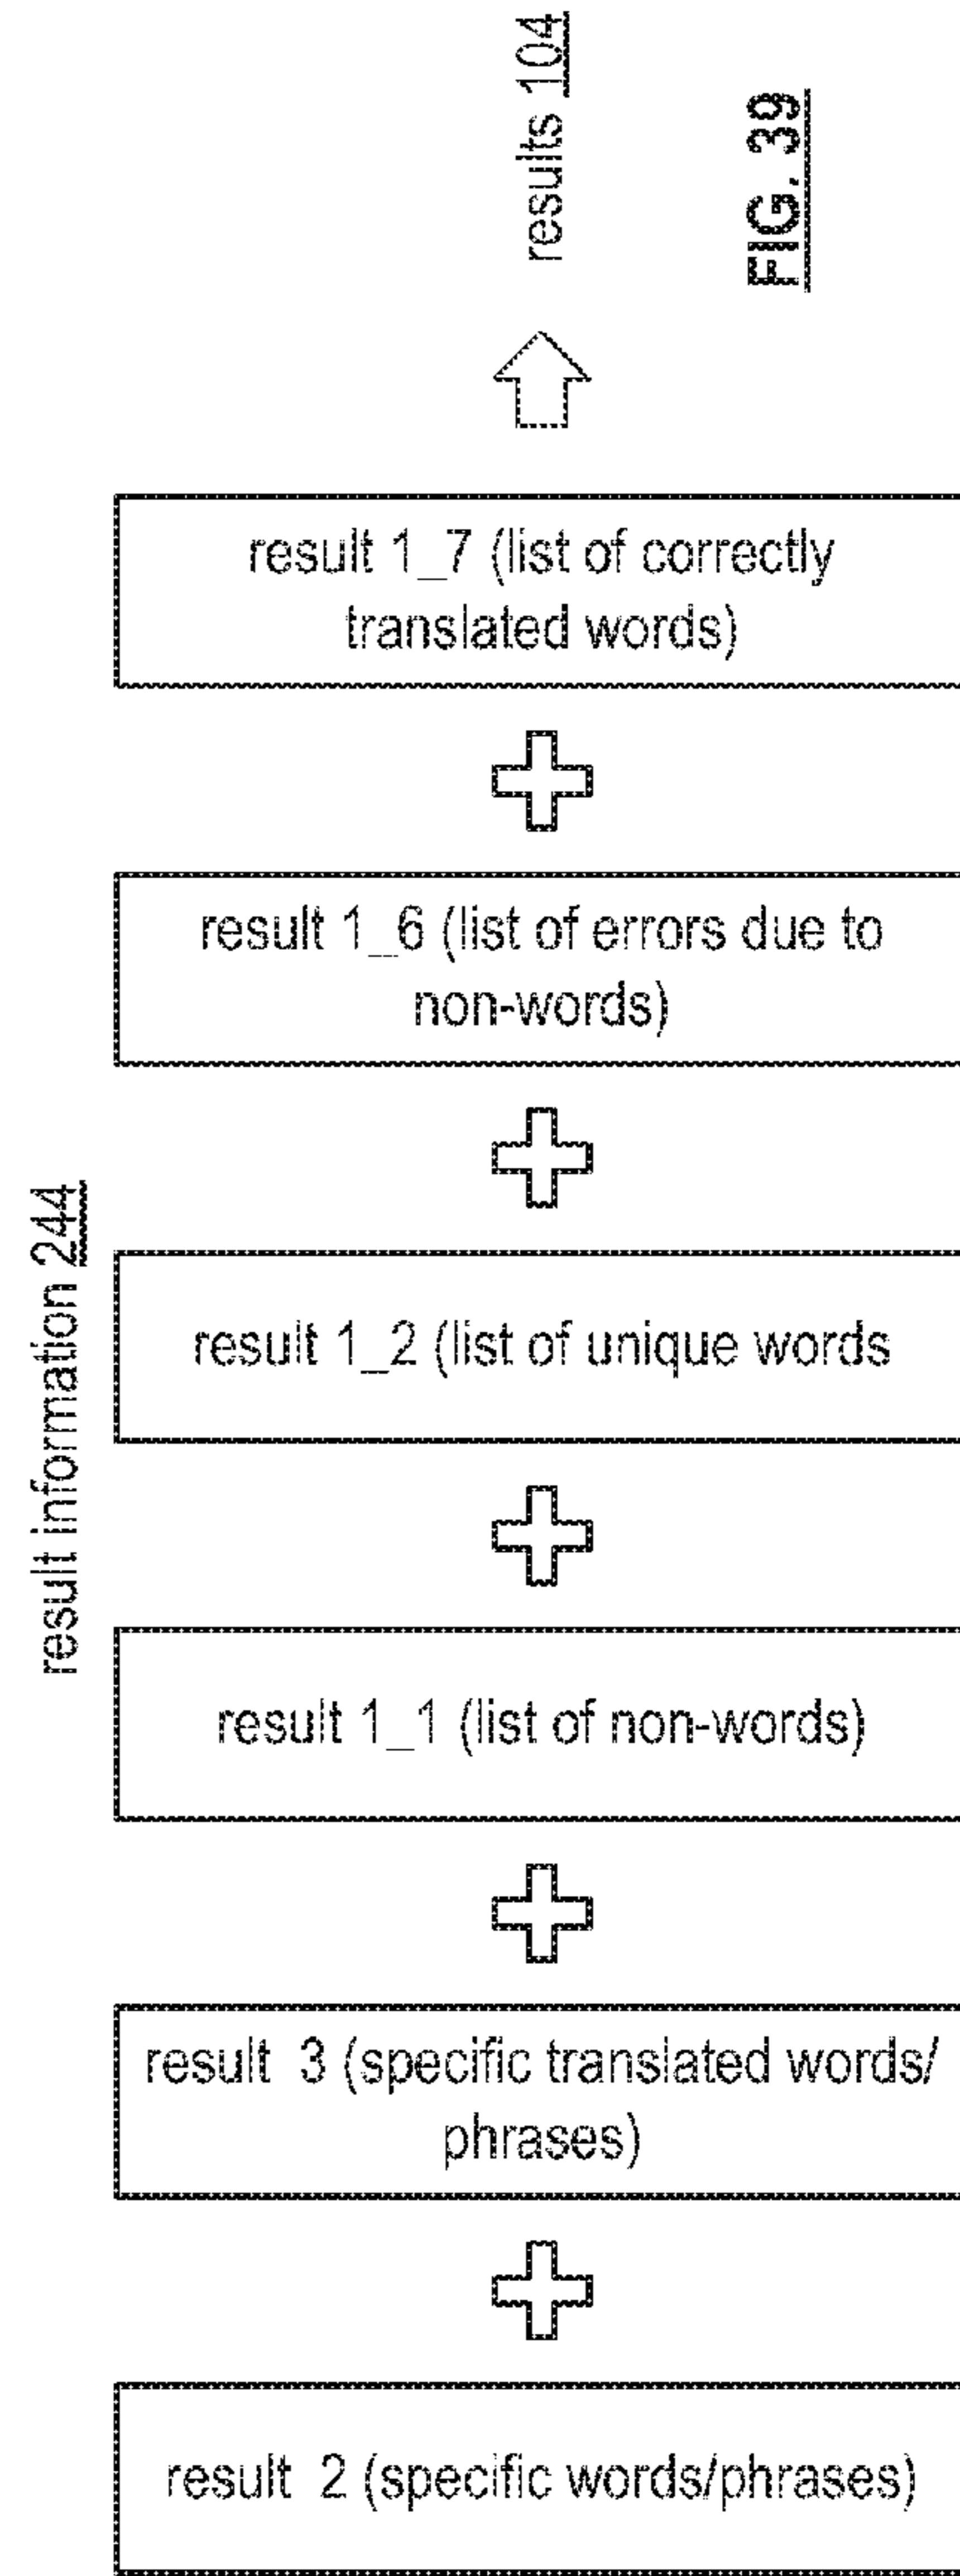 results 104
FIG. 39
result information 244
result 1_7 (list of correctly
translated words)
result 1_6 (list of errors due to
non-words)
result 1_2 (list of unique words
result 1_1 (list of non-words)
result 3 (specific translated words/
phrases)
result 2 (specific words/phrases)